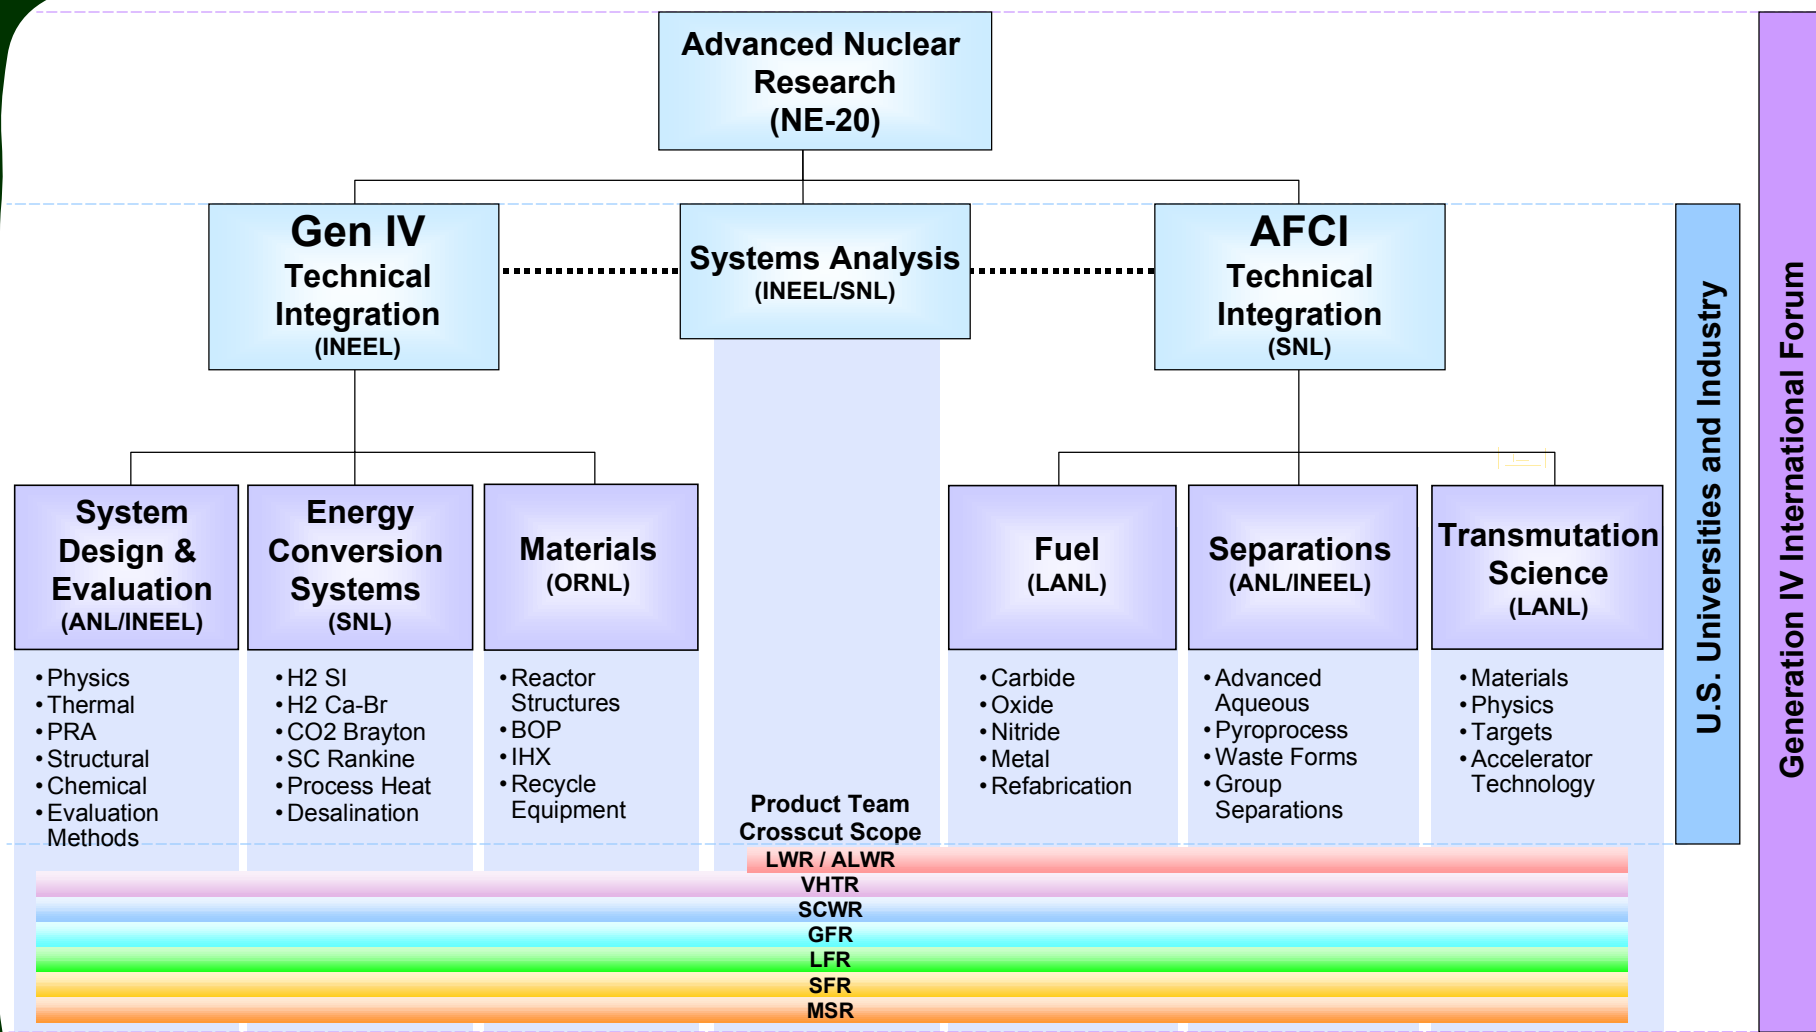 Advanced Nuclear
Research
(NE-20)
Gen IV
Technical
Integration
(INEEL)
Systems Analysis
(INEEL/SNL)
AFCI
Technical
Integration
(SNL)
System
Design &
Evaluation
(ANL/INEEL)
Energy
Conversion
Systems
(SNL)
Materials
(ORNL)
Fuel
(LANL)
Separations
(ANL/INEEL)
Transmutation
Science
(LANL)
• Physics
• Thermal
• PRA
• Structural
• Chemical
• Evaluation
Methods
• H2 SI
• H2 Ca-Br
• CO2 Brayton
• SC Rankine
• Process Heat
• Desalination
• Reactor
Structures
• BOP
• IHX
• Recycle
Equipment
• Carbide
• Oxide
• Nitride
• Metal
• Refabrication
• Advanced
Aqueous
• Pyroprocess
• Waste Forms
• Group
Separations
• Materials
• Physics
• Targets
• Accelerator
Technology
Product Team
Crosscut Scope
LWR / ALWR
VHTR
SCWR
GFR
LFR
SFR
MSR
U.S. Universities and Industry
Generation IV International Forum